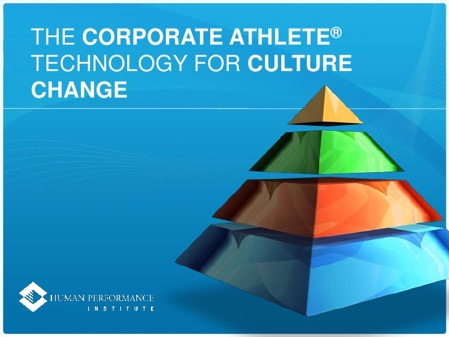 THE CORPORATE ATHLETE®
TECHNOLOGY FOR CULTURE
CHANGE
HUMAN PERFORMANCE
INSTITUTE